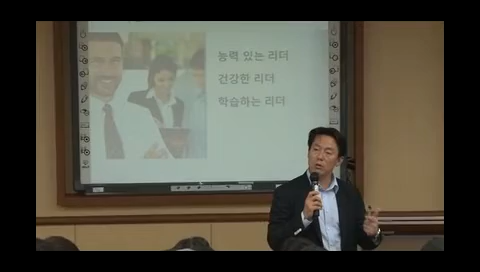 능력 있는 리더
건강한 리더
학습하는 리더